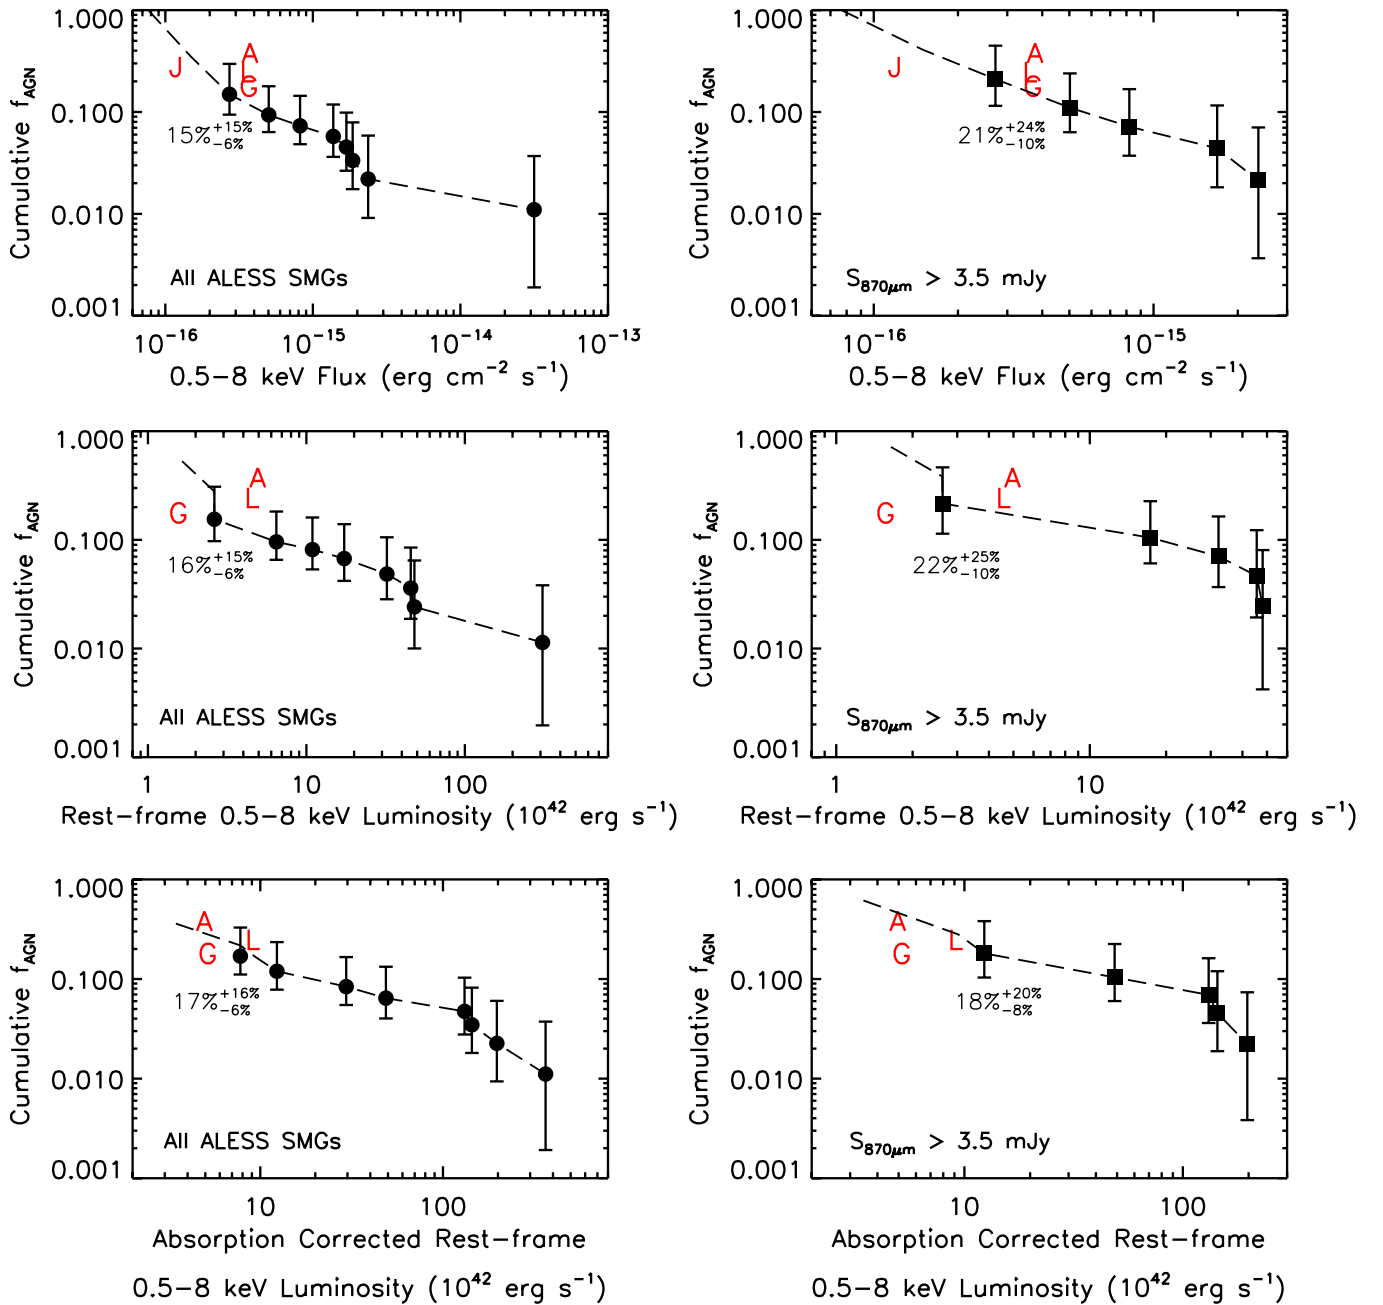 1.000
0.100
0.010
0.001
Cumulative f_AGN
J
A
L
G
15%+15%−6%
All ALESS SMGs
10−16 10−15 10−14 10−13
0.5−8 keV Flux (erg cm−2 s−1)
1.000
0.100
0.010
0.001
Cumulative f_AGN
J
A
L
G
21%+24%−10%
S870μm > 3.5 mJy
10−16 10−15
0.5−8 keV Flux (erg cm−2 s−1)
1.000
0.100
0.010
0.001
Cumulative f_AGN
A
L
G
16%+15%−6%
All ALESS SMGs
1 10 100
Rest−frame 0.5−8 keV Luminosity (10^42 erg s−1)
1.000
0.100
0.010
0.001
Cumulative f_AGN
A
L
G
22%+25%−10%
S870μm > 3.5 mJy
1 10
Rest−frame 0.5−8 keV Luminosity (10^42 erg s−1)
1.000
0.100
0.010
0.001
Cumulative f_AGN
A
L
G
17%+16%−6%
All ALESS SMGs
10 100
Absorption Corrected Rest−frame
0.5−8 keV Luminosity (10^42 erg s−1)
1.000
0.100
0.010
0.001
Cumulative f_AGN
A
L
G
18%+20%−8%
S870μm > 3.5 mJy
10 100
Absorption Corrected Rest−frame
0.5−8 keV Luminosity (10^42 erg s−1)